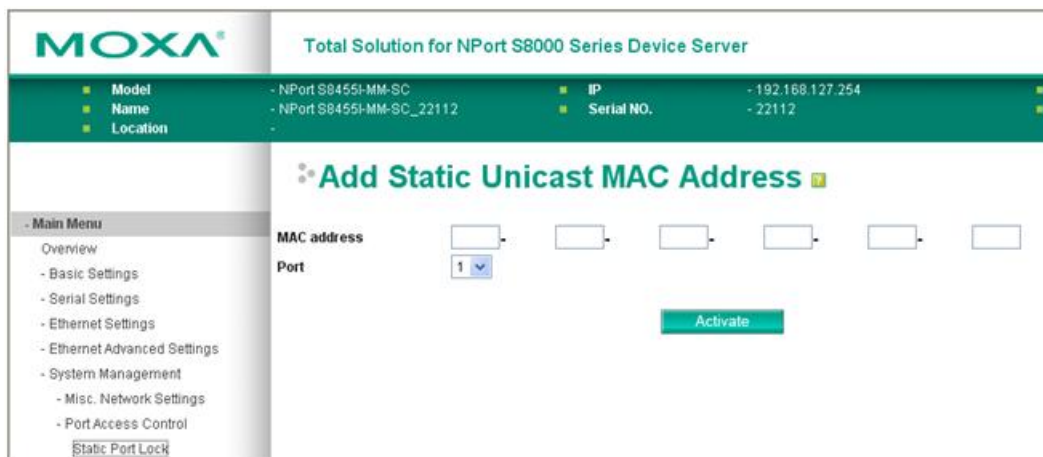 MOXA®
Total Solution for NPort S8000 Series Device Server
Model - NPort S8455I-MM-SC IP - 192.168.127.254
Name - NPort S8455I-MM-SC_22112 Serial NO. - 22112
Location -
Add Static Unicast MAC Address ?
- Main Menu
Overview
- Basic Settings
- Serial Settings
- Ethernet Settings
- Ethernet Advanced Settings
- System Management
- Misc. Network Settings
- Port Access Control
Static Port Lock
MAC address - - - - -
Port 1
Activate